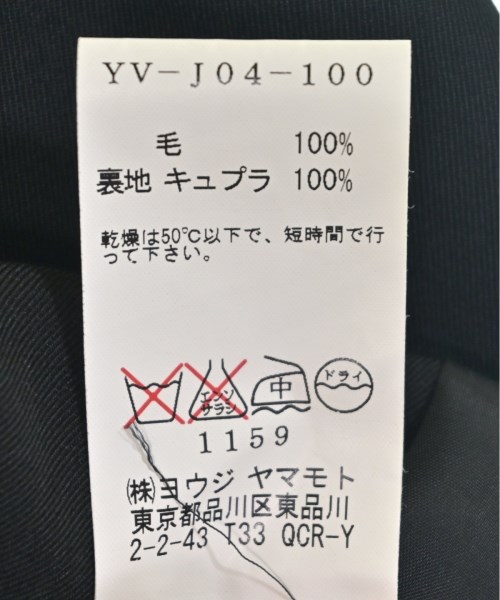 YV-J04-100
毛 100%
裏地 キュプラ 100%
乾燥は50℃以下で、短時間で行
って下さい。
エンソ
サラシ
中
ドライ
1159
㈱ヨウジ ヤマモト
東京都品川区東品川
2-2-43 T33 QCR-Y